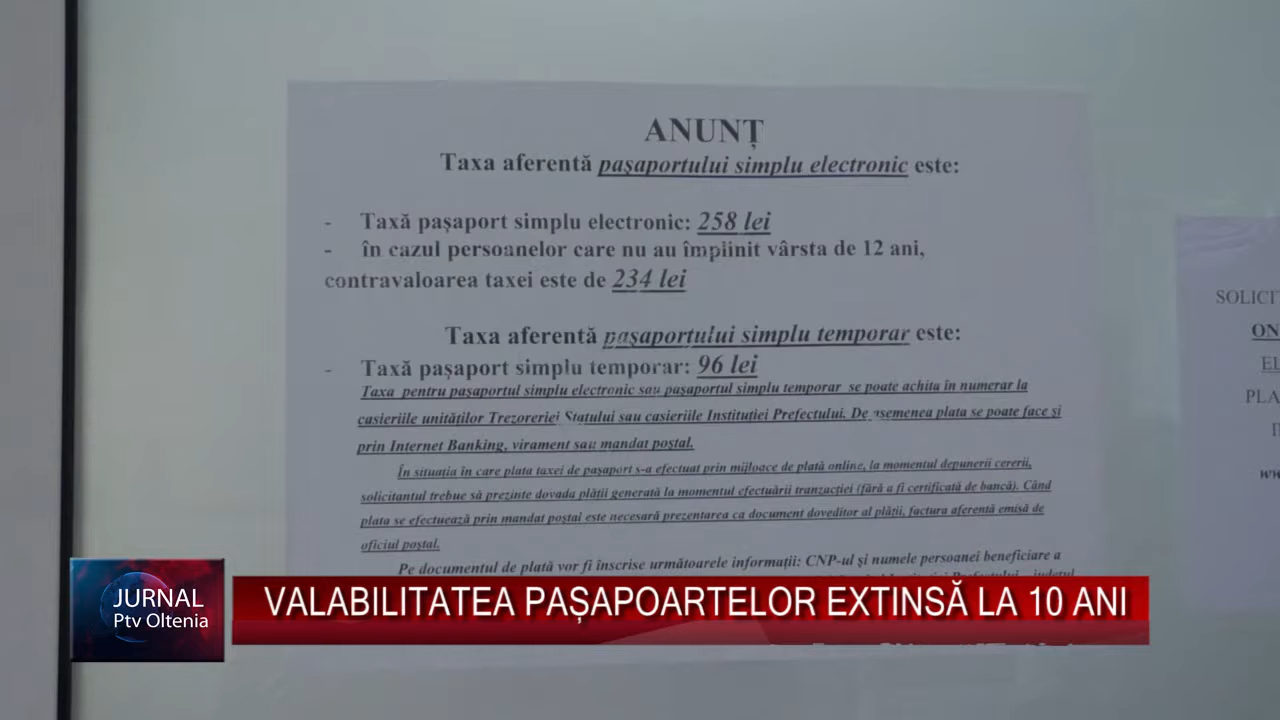 ANUNȚ
Taxa aferentă pașaportului simplu electronic este:
- Taxă pașaport simplu electronic: 258 lei
- în cazul persoanelor care nu au împlinit vârsta de 12 ani,
contravaloarea taxei este de 234 lei
Taxa aferentă pașaportului simplu temporar este:
- Taxă pașaport simplu temporar: 96 lei
Taxa pentru pașaportul simplu electronic sau pașaportul simplu temporar se poate achita în numerar la
casieriile unităților Trezoreriei Statului sau casieriile Instituției Prefectului. De asemenea plata se poate face și
prin Internet Banking, virament sau mandat poștal.
În situația în care plata taxei de pașaport s-a efectuat prin mijloace de plată online, la momentul depunerii cererii,
solicitantul trebue să prezinte dovada plății generată la momentul efectuării tranzacției (fără a fi certificată de bancă). Când
plata se efectuează prin mandat poștal este necesară prezentarea ca document doveditor al plății, factura aferentă emisă de
oficiul poștal.
Pe documentul de plată vor fi înscrise următoarele informații: CNP-ul și numele persoanei beneficiare a
SOLICI
ON
EL
PLA
JURNAL
Ptv Oltenia
VALABILITATEA PAȘAPOARTELOR EXTINSĂ LA 10 ANI